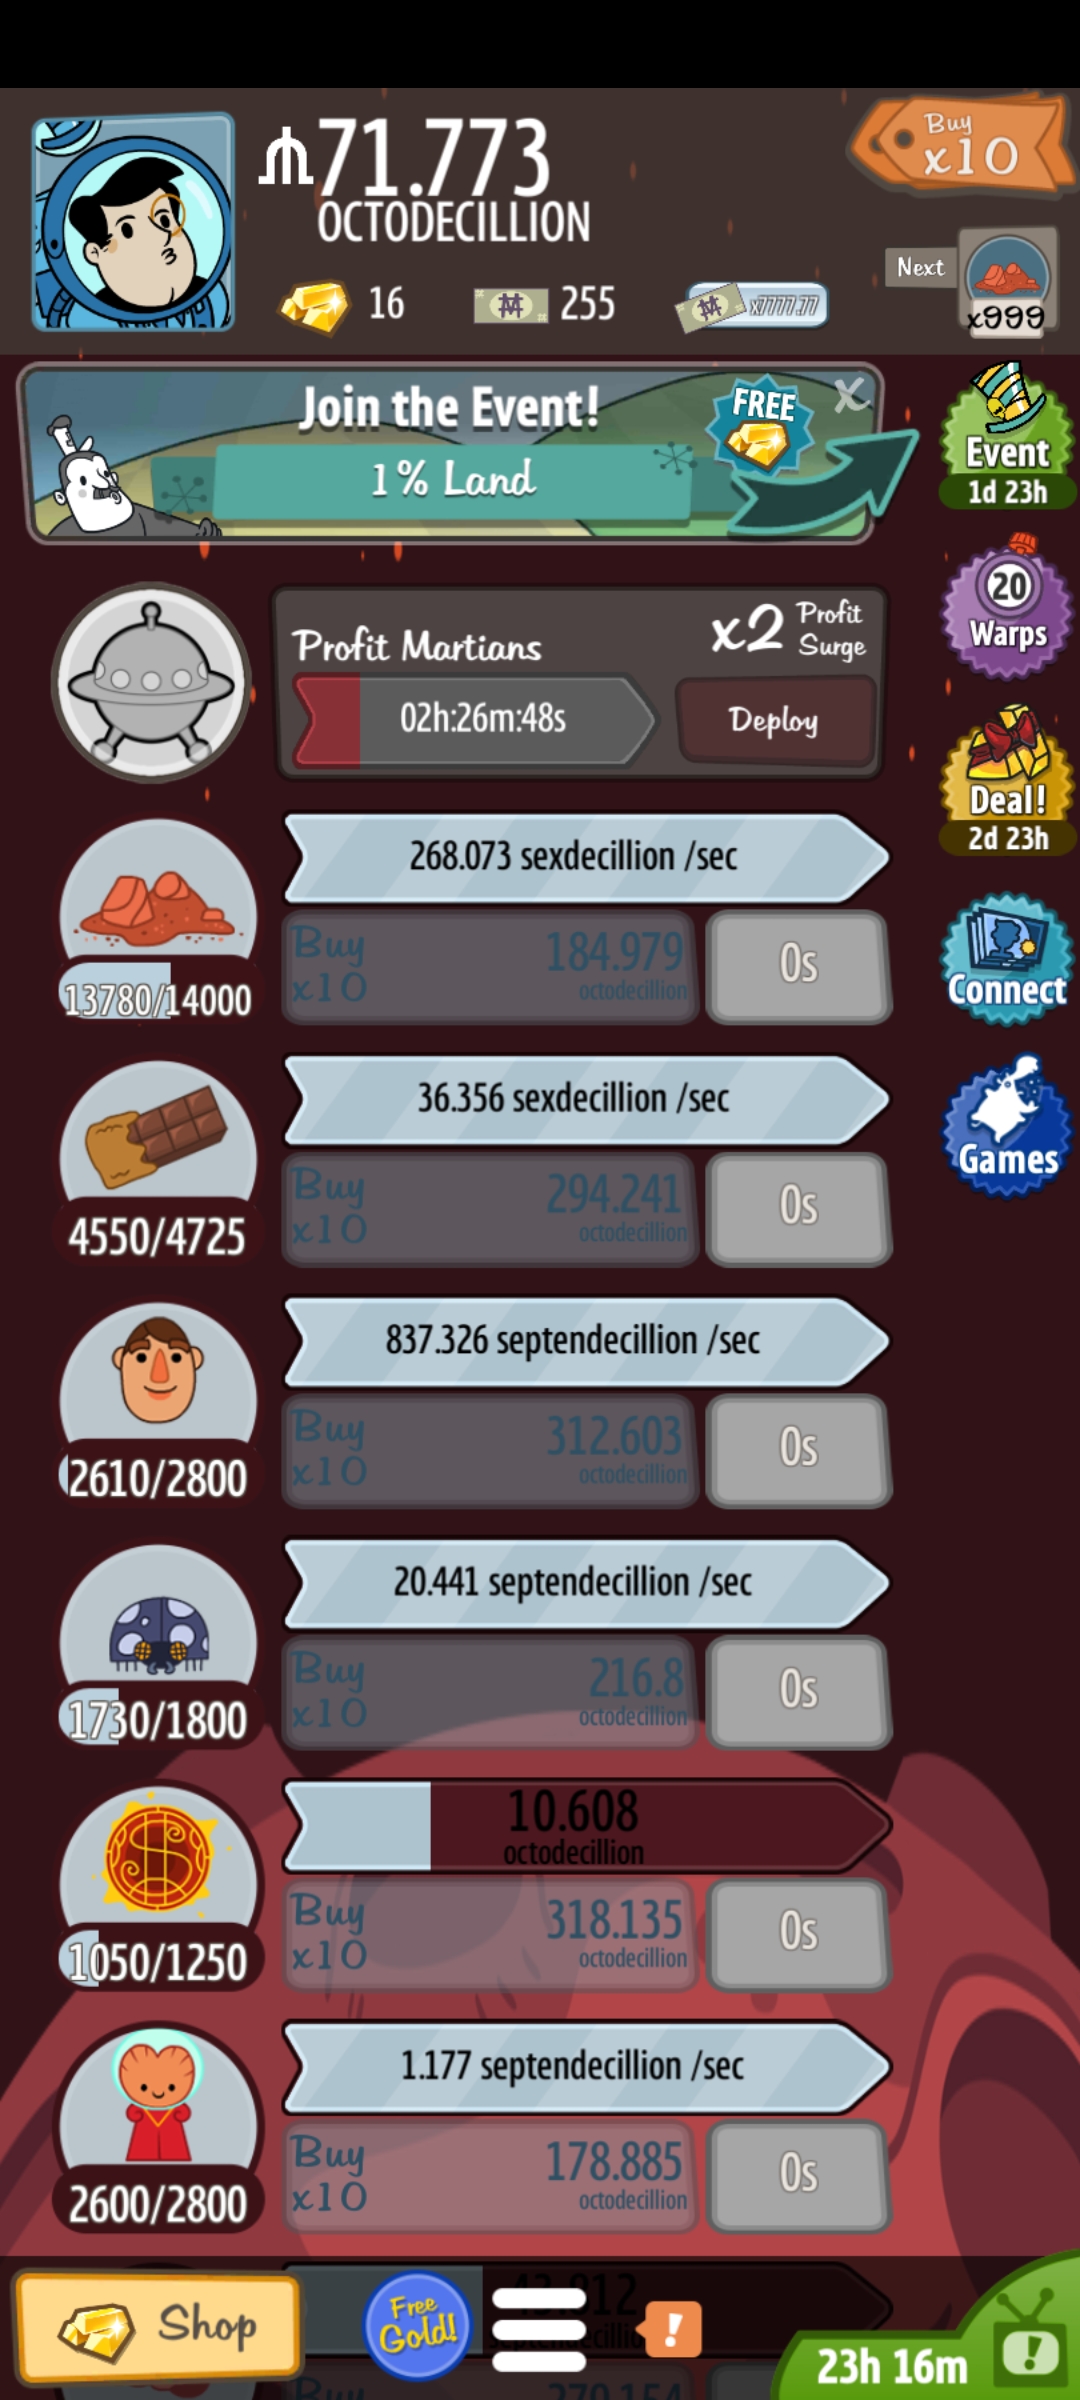 71.773
OCTODECILLION
Buy
x10
16
255
x7777.77
Next
x999
Join the Event!
FREE
X
1% Land
Event
1d 23h
20
Warps
Profit Martians
x2 Profit
Surge
02h:26m:48s
Deploy
Deal!
2d 23h
268.073 sexdecillion /sec
Buy
x10
184.979
octodecillion
0s
13780/14000
Connect
36.356 sexdecillion /sec
Buy
x10
294.241
octodecillion
0s
4550/4725
Games
837.326 septendecillion /sec
Buy
x10
312.603
octodecillion
0s
2610/2800
20.441 septendecillion /sec
Buy
x10
216.8
octodecillion
0s
1730/1800
10.608
octodecillion
Buy
x10
318.135
octodecillion
0s
1050/1250
1.177 septendecillion /sec
Buy
x10
178.885
octodecillion
0s
2600/2800
Shop
Free
Gold!
!
23h 16m
!
Buy